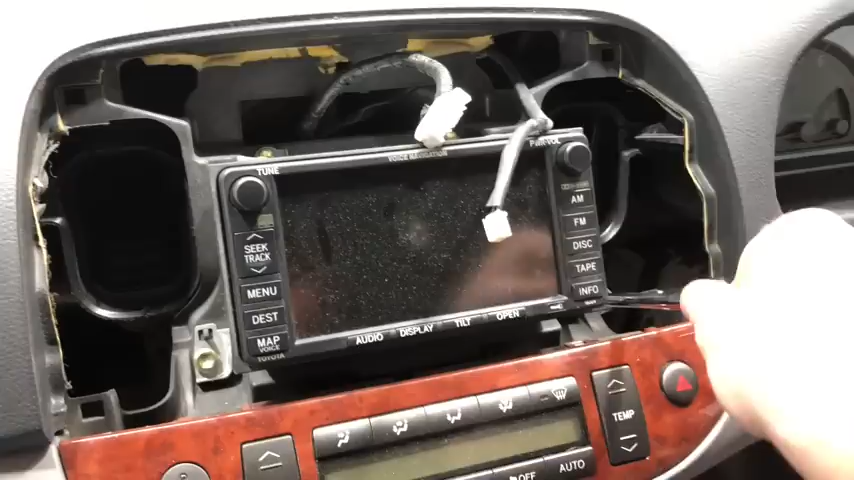 VOICE NAVIGATION
PWR·VOL
TUNE
AM
FM
SEEK
TRACK
DISC
MENU
TAPE
DEST
INFO
MAP
VOICE
TOYOTA
AUDIO
DISPLAY
TILT
OPEN
TEMP
OFF
AUTO